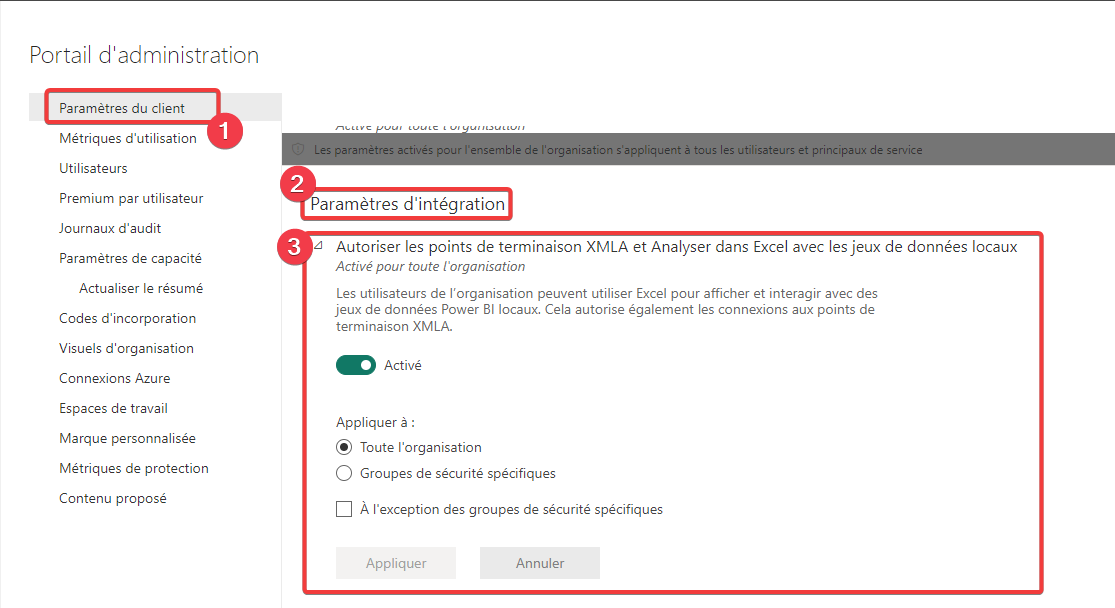 Portail d'administration
Paramètres du client
1
Métriques d'utilisation
Utilisateurs
Premium par utilisateur
Journaux d'audit
Paramètres de capacité
Actualiser le résumé
Codes d'incorporation
Visuels d'organisation
Connexions Azure
Espaces de travail
Marque personnalisée
Métriques de protection
Contenu proposé
Activé pour toute l'organisation
Les paramètres activés pour l'ensemble de l'organisation s'appliquent à tous les utilisateurs et principaux de service
2
Paramètres d'intégration
3
Autoriser les points de terminaison XMLA et Analyser dans Excel avec les jeux de données locaux
Activé pour toute l'organisation
Les utilisateurs de l’organisation peuvent utiliser Excel pour afficher et interagir avec des
jeux de données Power BI locaux. Cela autorise également les connexions aux points de
terminaison XMLA.
Activé
Appliquer à :
Toute l'organisation
Groupes de sécurité spécifiques
À l'exception des groupes de sécurité spécifiques
Appliquer
Annuler